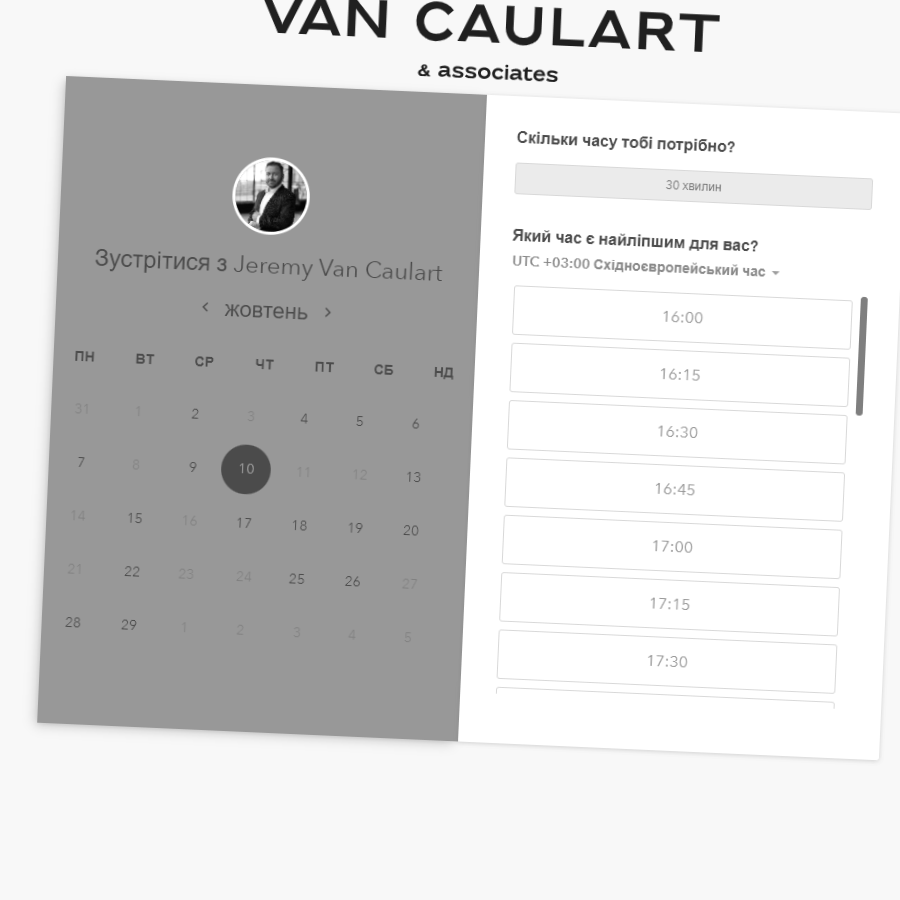 VAN CAULART
& associates
Зустрітися з Jeremy Van Caulart
‹ жовтень ›
ПН ВТ СР ЧТ ПТ СБ НД
31 1 2 3 4 5 6
7 8 9 10 11 12 13
14 15 16 17 18 19 20
21 22 23 24 25 26 27
28 29 1 2 3 4 5
Скільки часу тобі потрібно?
30 хвилин
Який час є найліпшим для вас?
UTC +03:00 Східноєвропейський час
16:00
16:15
16:30
16:45
17:00
17:15
17:30